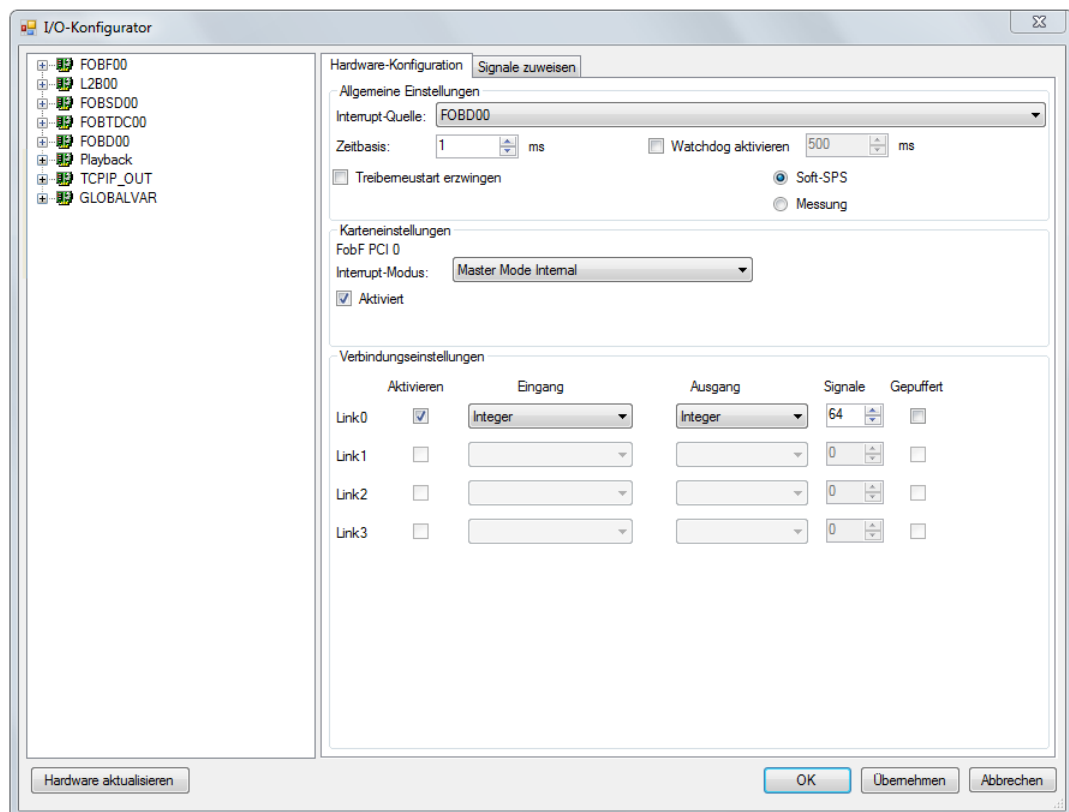 I/O-Konfigurator
FOBF00
L2B00
FOBSD00
FOBTDC00
FOBD00
Playback
TCPIP_OUT
GLOBALVAR
Hardware-Konfiguration Signale zuweisen
Allgemeine Einstellungen
Interrupt-Quelle: FOBD00
Zeitbasis: 1 ms Watchdog aktivieren 500 ms
Treiberneustart erzwingen Soft-SPS
Messung
Karteneinstellungen
FobF PCI 0
Interrupt-Modus: Master Mode Internal
Aktiviert
Verbindungseinstellungen
Aktivieren Eingang Ausgang Signale Gepuffert
Link0 Integer Integer 64
Link1 0
Link2 0
Link3 0
Hardware aktualisieren OK Übernehmen Abbrechen